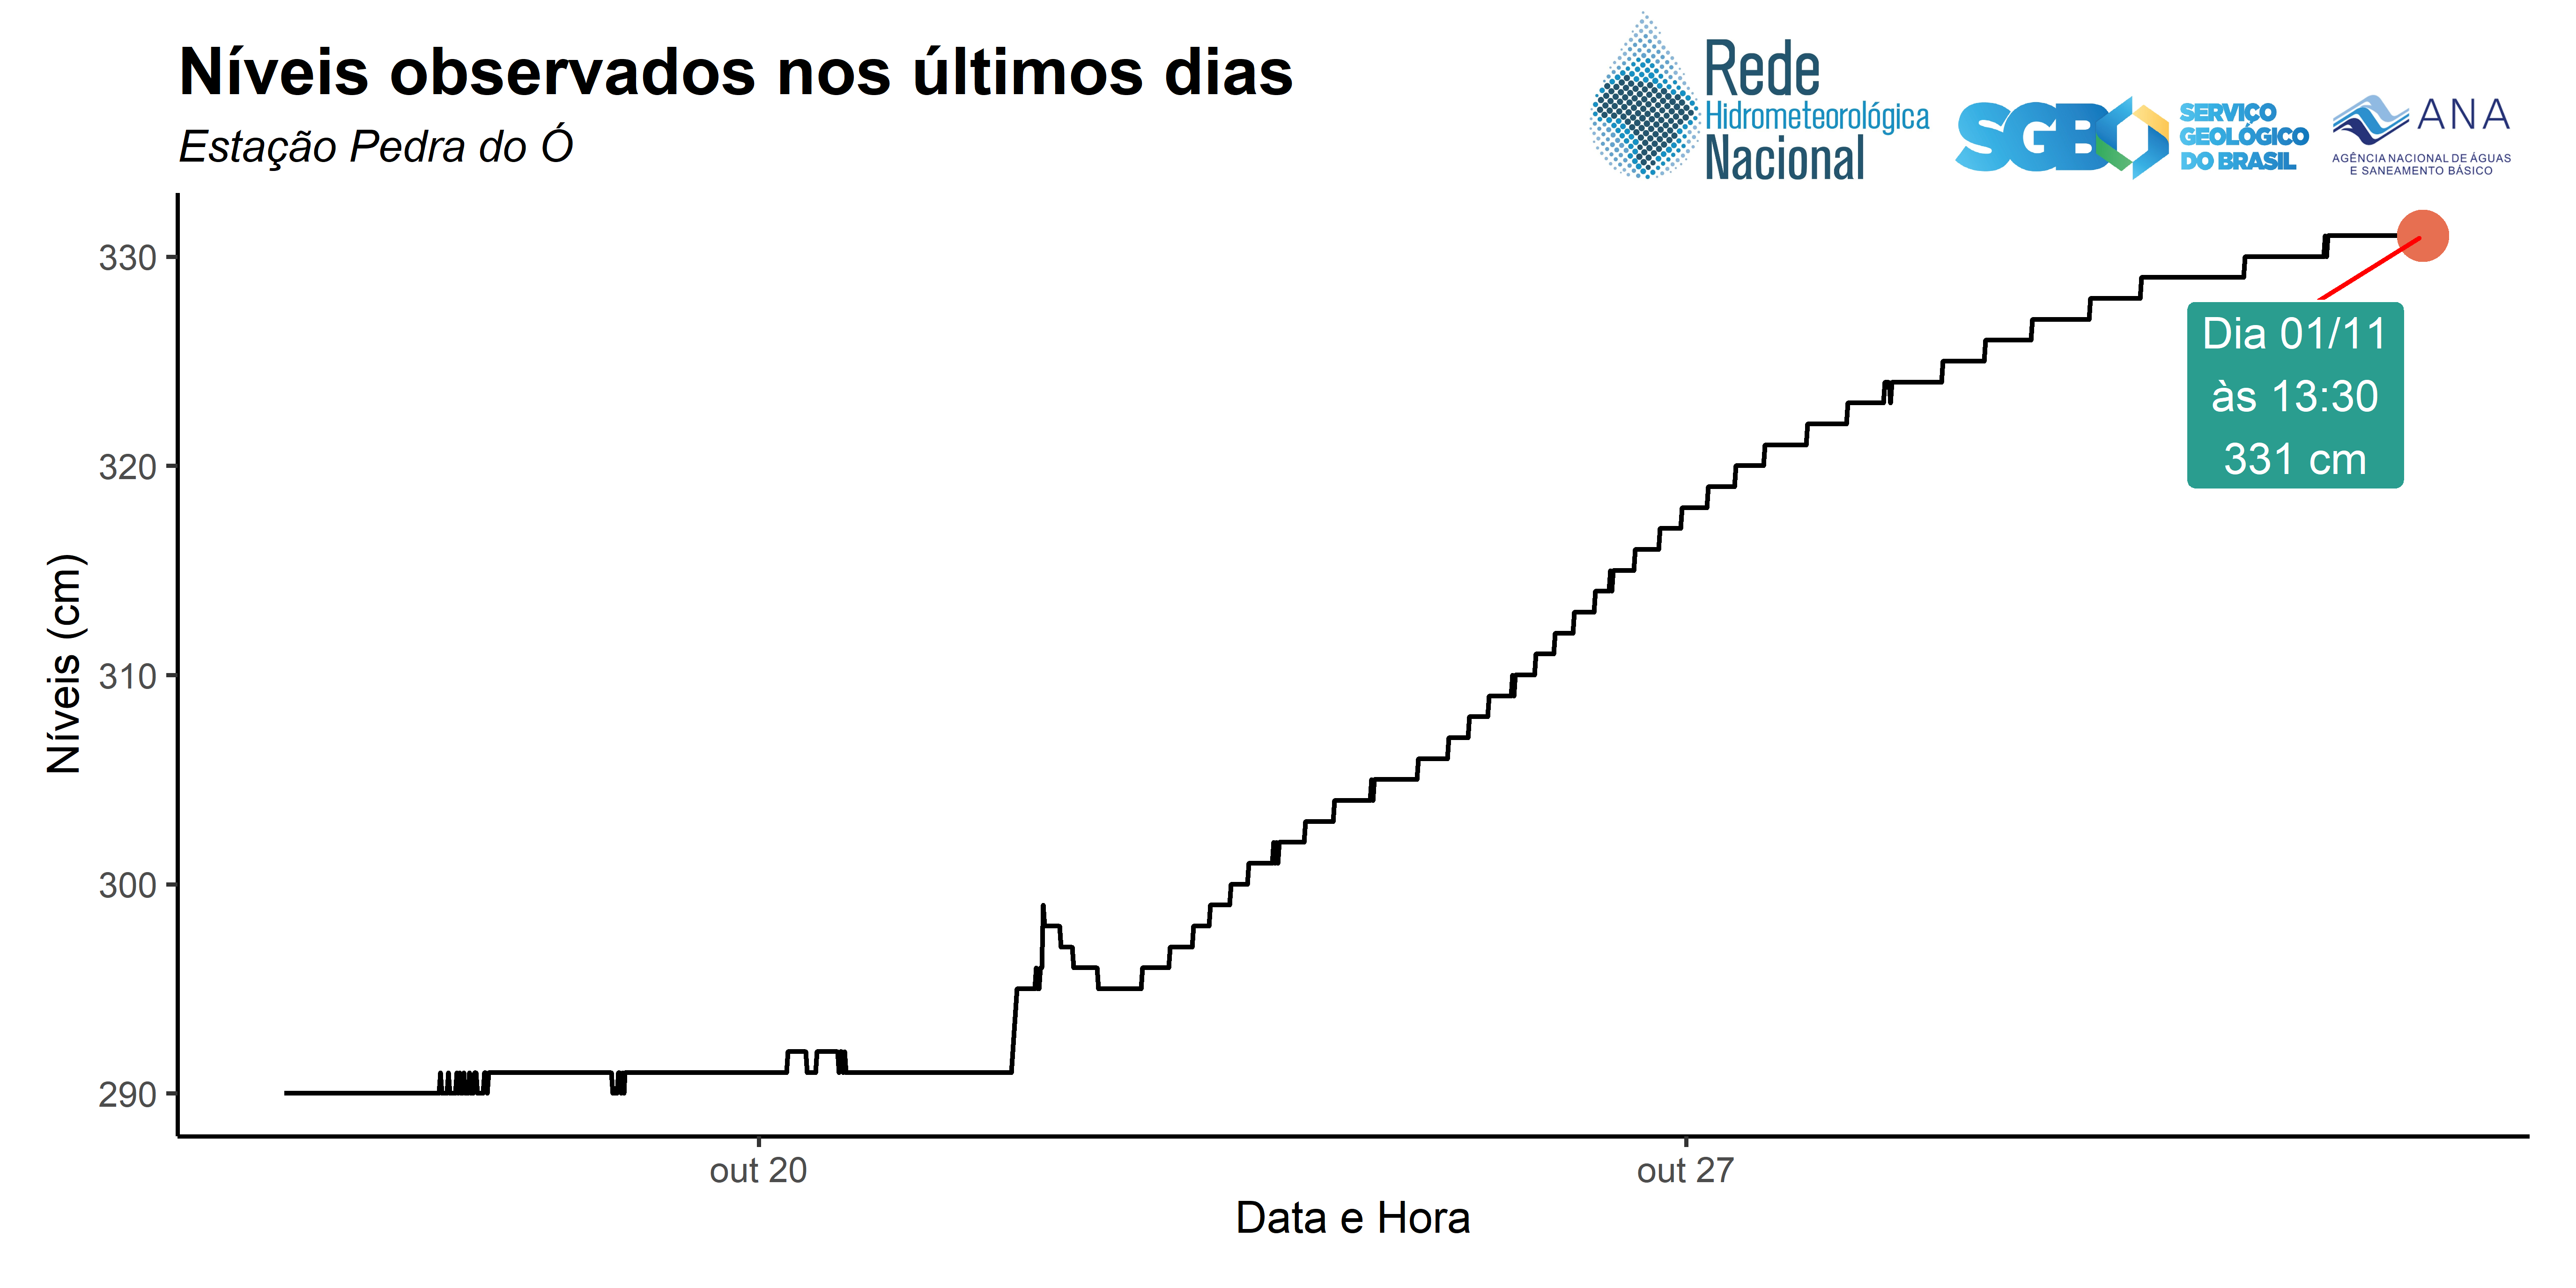 Níveis observados nos últimos dias
Estação Pedra do Ó
Rede
Hidrometeorológica
Nacional
SGB
SERVIÇO
GEOLÓGICO
DO BRASIL
ANA
AGÊNCIA NACIONAL DE ÁGUAS
E SANEAMENTO BÁSICO
330
320
310
300
290
Níveis (cm)
Dia 01/11
às 13:30
331 cm
out 20
out 27
Data e Hora